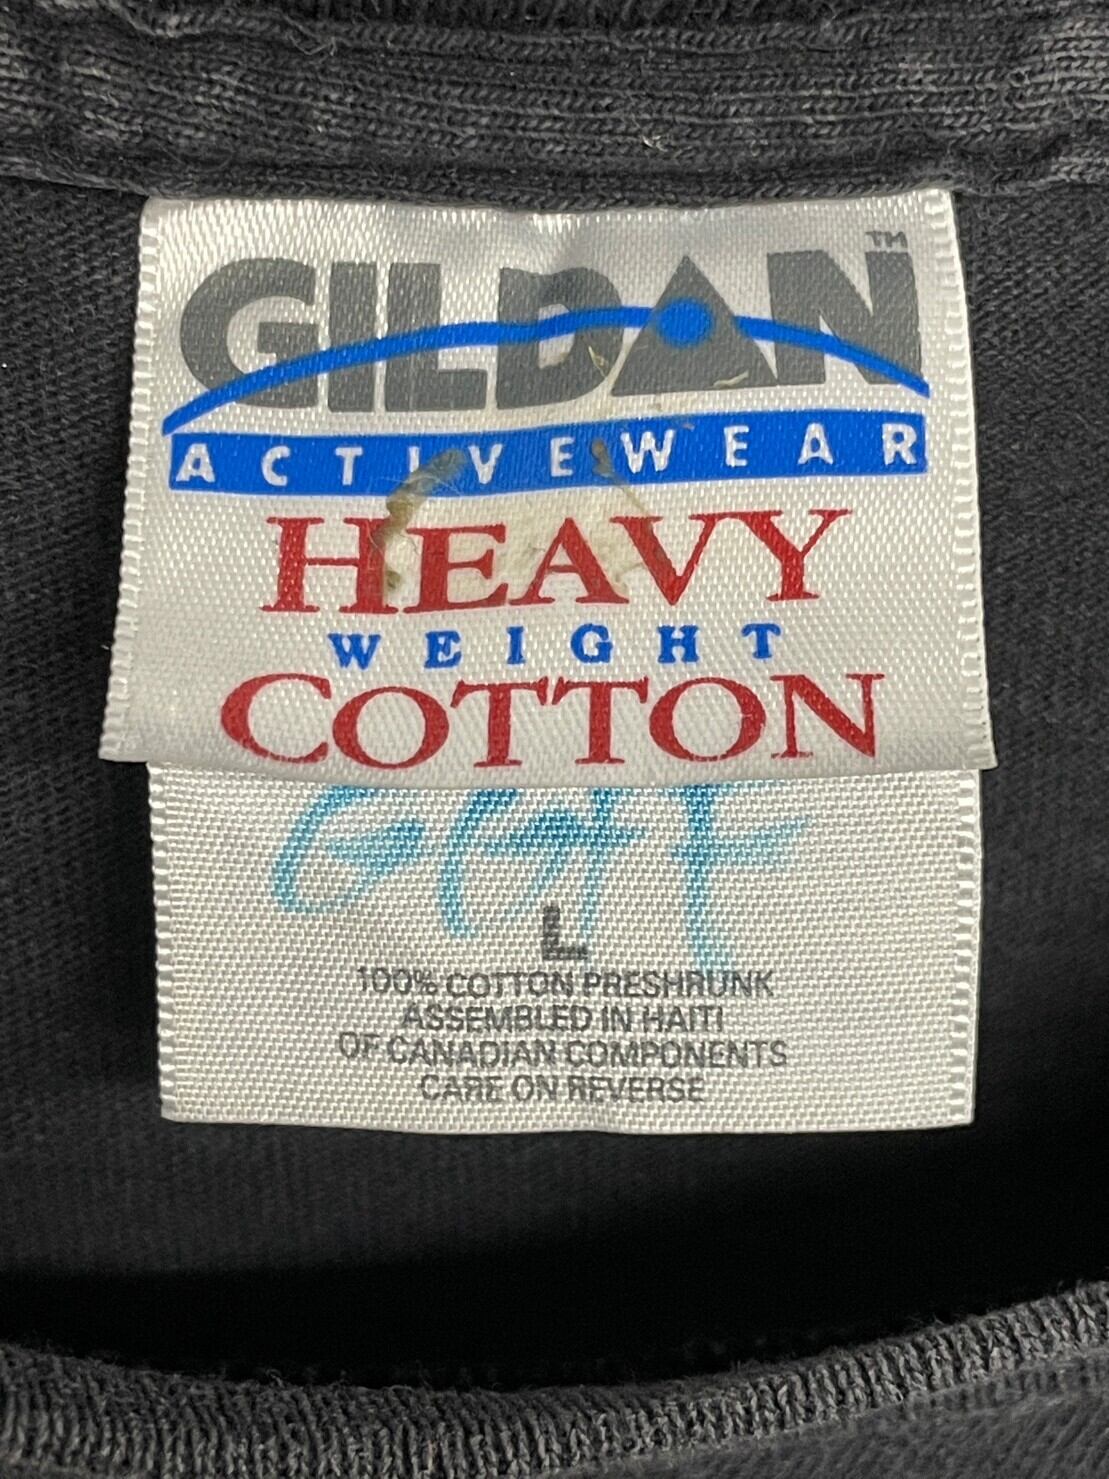 GILDAN™
ACTIVEWEAR
HEAVY
WEIGHT
COTTON
L
100% COTTON PRESHRUNK
ASSEMBLED IN HAITI
OF CANADIAN COMPONENTS
CARE ON REVERSE